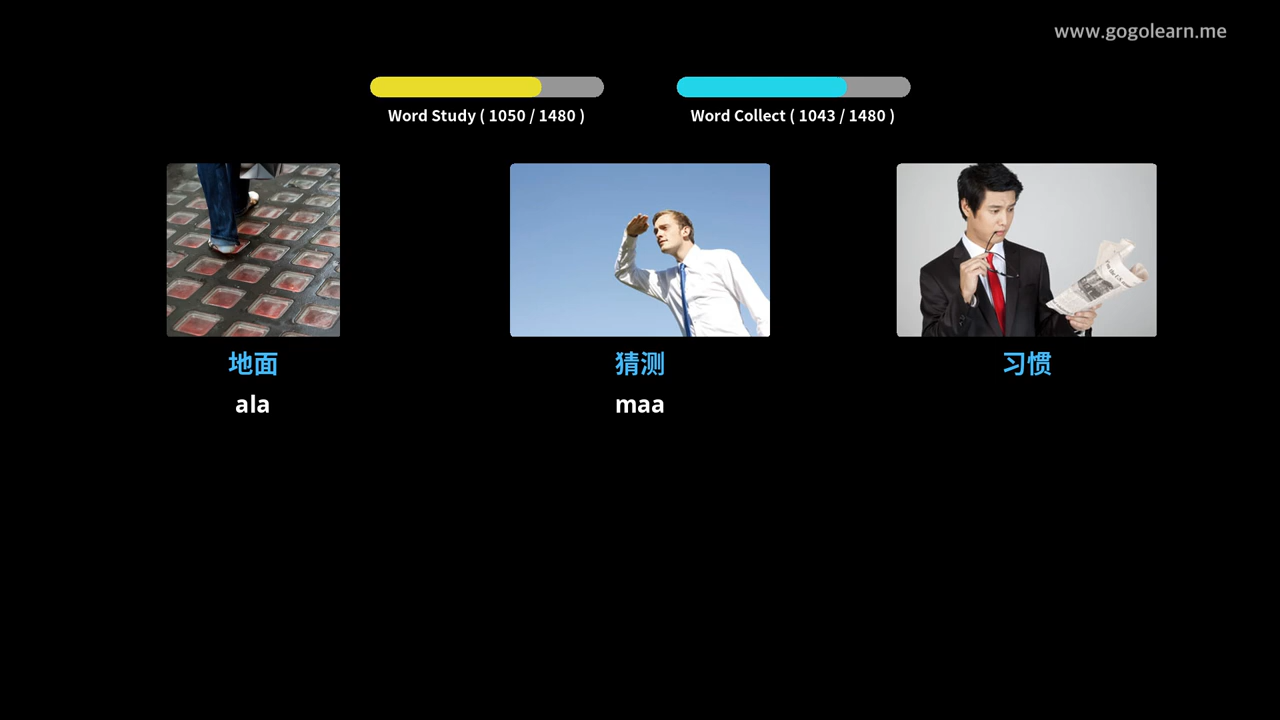 www.gogolearn.me
Word Study ( 1050 / 1480 )
Word Collect ( 1043 / 1480 )
地面
猜测
习惯
ala
maa